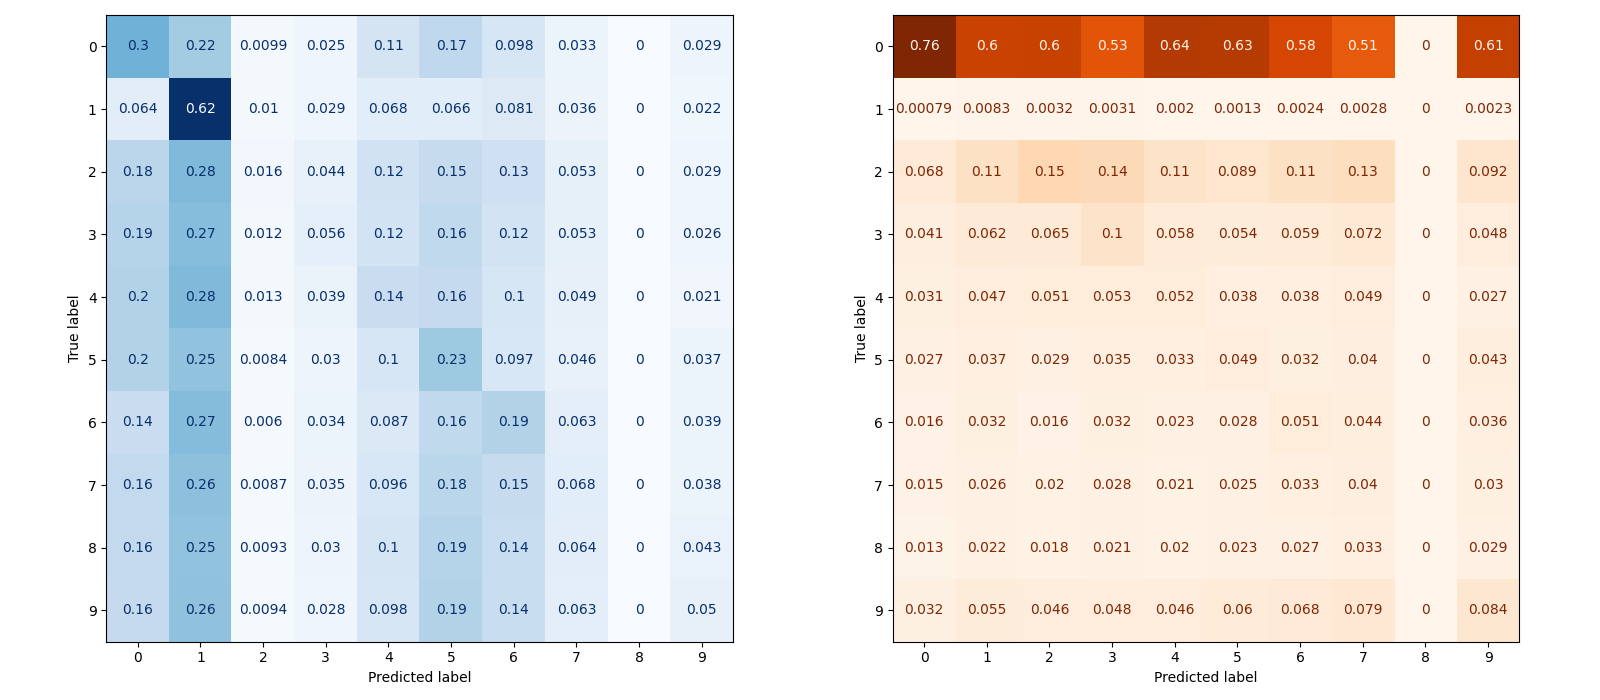 0 0.3 0.22 0.0099 0.025 0.11 0.17 0.098 0.033 0 0.029
1 0.064 0.62 0.01 0.029 0.068 0.066 0.081 0.036 0 0.022
2 0.18 0.28 0.016 0.044 0.12 0.15 0.13 0.053 0 0.029
3 0.19 0.27 0.012 0.056 0.12 0.16 0.12 0.053 0 0.026
4 0.2 0.28 0.013 0.039 0.14 0.16 0.1 0.049 0 0.021
True label
5 0.2 0.25 0.0084 0.03 0.1 0.23 0.097 0.046 0 0.037
6 0.14 0.27 0.006 0.034 0.087 0.16 0.19 0.063 0 0.039
7 0.16 0.26 0.0087 0.035 0.096 0.18 0.15 0.068 0 0.038
8 0.16 0.25 0.0093 0.03 0.1 0.19 0.14 0.064 0 0.043
9 0.16 0.26 0.0094 0.028 0.098 0.19 0.14 0.063 0 0.05
0 1 2 3 4 5 6 7 8 9
Predicted label
0 0.76 0.6 0.6 0.53 0.64 0.63 0.58 0.51 0 0.61
1 0.00079 0.0083 0.0032 0.0031 0.002 0.0013 0.0024 0.0028 0 0.0023
2 0.068 0.11 0.15 0.14 0.11 0.089 0.11 0.13 0 0.092
3 0.041 0.062 0.065 0.1 0.058 0.054 0.059 0.072 0 0.048
4 0.031 0.047 0.051 0.053 0.052 0.038 0.038 0.049 0 0.027
True label
5 0.027 0.037 0.029 0.035 0.033 0.049 0.032 0.04 0 0.043
6 0.016 0.032 0.016 0.032 0.023 0.028 0.051 0.044 0 0.036
7 0.015 0.026 0.02 0.028 0.021 0.025 0.033 0.04 0 0.03
8 0.013 0.022 0.018 0.021 0.02 0.023 0.027 0.033 0 0.029
9 0.032 0.055 0.046 0.048 0.046 0.06 0.068 0.079 0 0.084
0 1 2 3 4 5 6 7 8 9
Predicted label